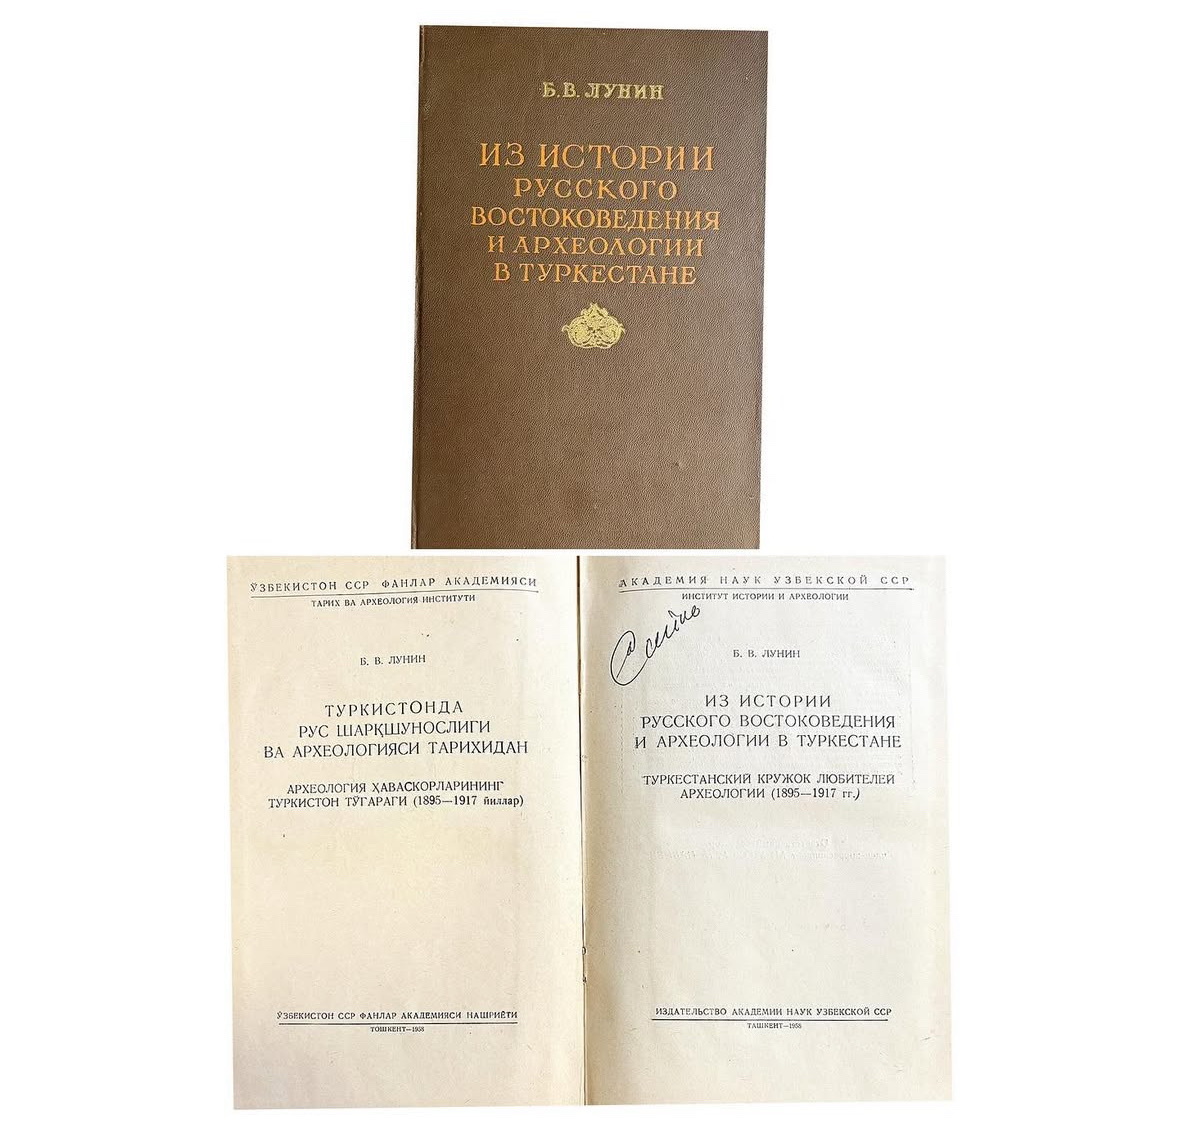 Б.В. ЛУНИН
ИЗ ИСТОРИИ
РУССКОГО
ВОСТОКОВЕДЕНИЯ
И АРХЕОЛОГИИ
В ТУРКЕСТАНЕ
ЎЗБЕКИСТОН ССР ФАНЛАР АКАДЕМИЯСИ
ТАРИХ ВА АРХЕОЛОГИЯ ИНСТИТУТИ
Б. В. ЛУНИН
ТУРКИСТОНДА
РУС ШАРҚШУНОСЛИГИ
ВА АРХЕОЛОГИЯСИ ТАРИХИДАН
АРХЕОЛОГИЯ ҲАВАСКОРЛАРИНИНГ
ТУРКИСТОН ТЎГАРАГИ (1895—1917 йиллар)
ЎЗБЕКИСТОН ССР ФАНЛАР АКАДЕМИЯСИ НАШРИЁТИ
ТОШКЕНТ—1958
АКАДЕМИЯ НАУК УЗБЕКСКОЙ ССР
ИНСТИТУТ ИСТОРИИ И АРХЕОЛОГИИ
Б. В. ЛУНИН
ИЗ ИСТОРИИ
РУССКОГО ВОСТОКОВЕДЕНИЯ
И АРХЕОЛОГИИ В ТУРКЕСТАНЕ
ТУРКЕСТАНСКИЙ КРУЖОК ЛЮБИТЕЛЕЙ
АРХЕОЛОГИИ (1895—1917 гг.)
ИЗДАТЕЛЬСТВО АКАДЕМИИ НАУК УЗБЕКСКОЙ ССР
ТАШКЕНТ—1958